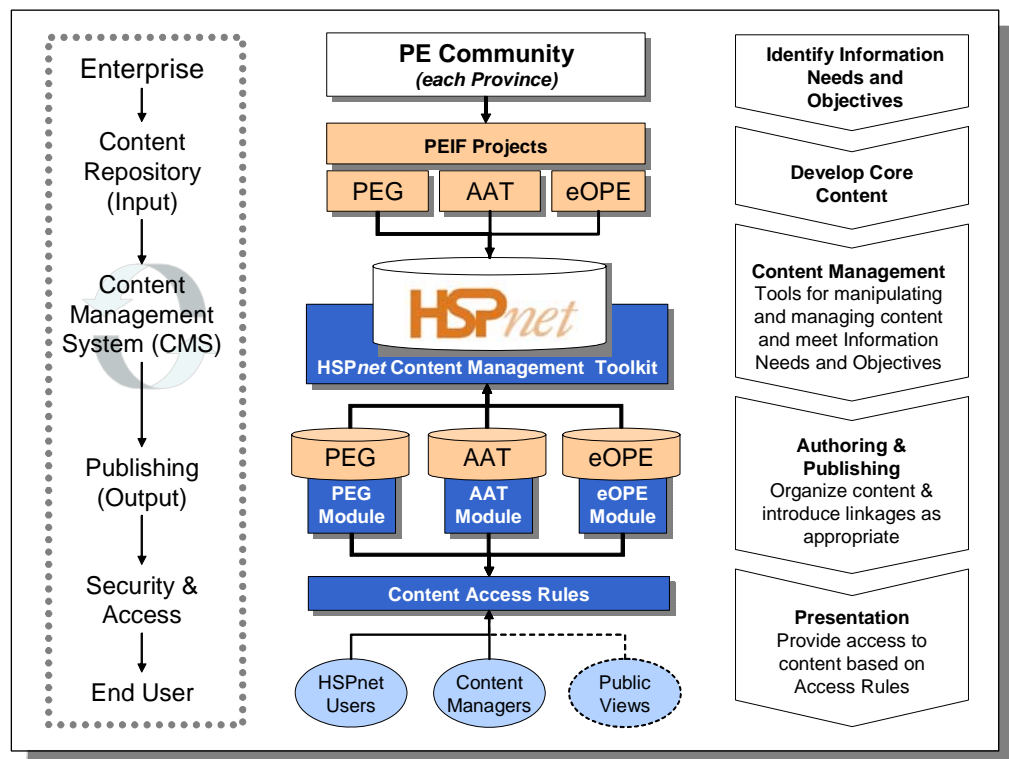 Enterprise
Content
Repository
(Input)
Content
Management
System (CMS)
Publishing
(Output)
Security &
Access
End User
PE Community
(each Province)
PEIF Projects
PEG
AAT
eOPE
HSPnet
HSPnet Content Management Toolkit
PEG
AAT
eOPE
PEG
Module
AAT
Module
eOPE
Module
Content Access Rules
HSPnet
Users
Content
Managers
Public
Views
Identify Information
Needs and
Objectives
Develop Core
Content
Content Management
Tools for manipulating
and managing content
and meet Information
Needs and Objectives
Authoring &
Publishing
Organize content &
introduce linkages as
appropriate
Presentation
Provide access to
content based on
Access Rules